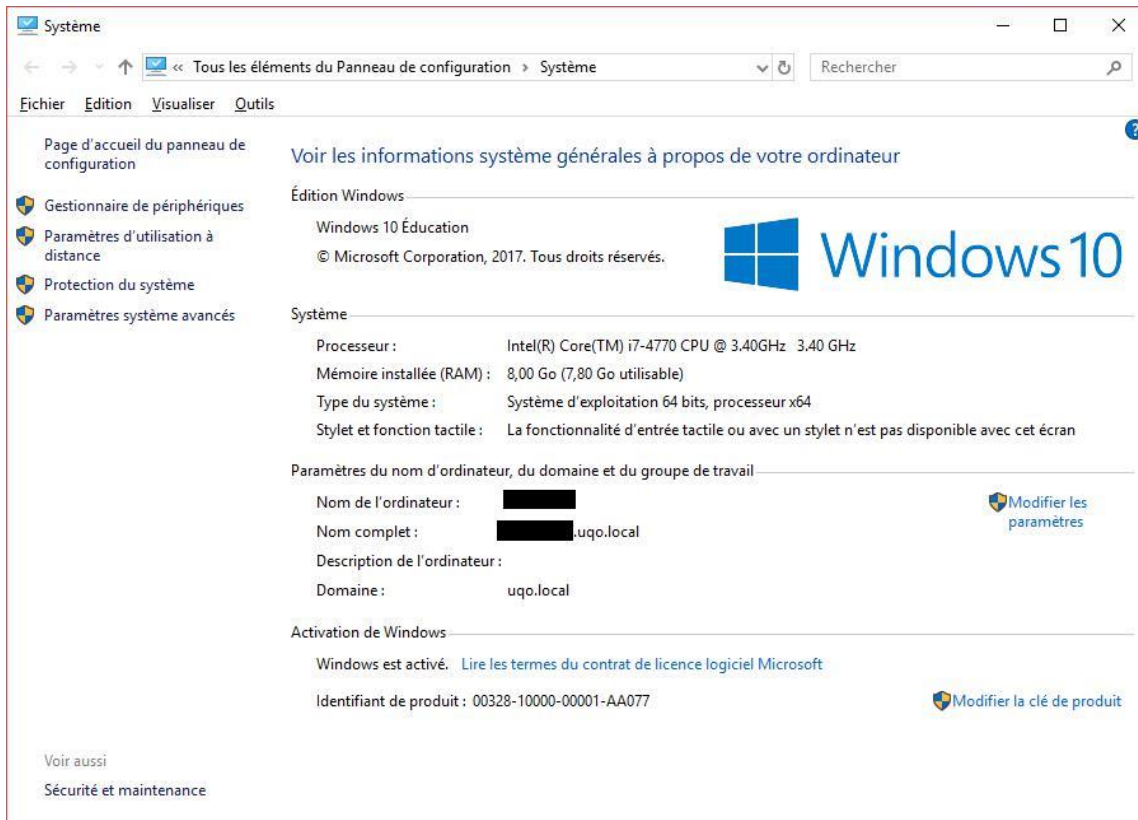 Système
« Tous les éléments du Panneau de configuration › Système
Rechercher
Fichier Edition Visualiser Outils
Page d'accueil du panneau de
configuration
Gestionnaire de périphériques
Paramètres d'utilisation à
distance
Protection du système
Paramètres système avancés
Voir aussi
Sécurité et maintenance
?
Voir les informations système générales à propos de votre ordinateur
Édition Windows
Windows 10 Éducation
© Microsoft Corporation, 2017. Tous droits réservés.
Windows 10
Système
Processeur : Intel(R) Core(TM) i7-4770 CPU @ 3.40GHz 3.40 GHz
Mémoire installée (RAM) : 8,00 Go (7,80 Go utilisable)
Type du système : Système d'exploitation 64 bits, processeur x64
Stylet et fonction tactile : La fonctionnalité d'entrée tactile ou avec un stylet n'est pas disponible avec cet écran
Paramètres du nom d'ordinateur, du domaine et du groupe de travail
Nom de l'ordinateur :
Nom complet : .uqo.local
Description de l'ordinateur :
Domaine : uqo.local
Modifier les
paramètres
Activation de Windows
Windows est activé. Lire les termes du contrat de licence logiciel Microsoft
Identifiant de produit : 00328-10000-00001-AA077
Modifier la clé de produit